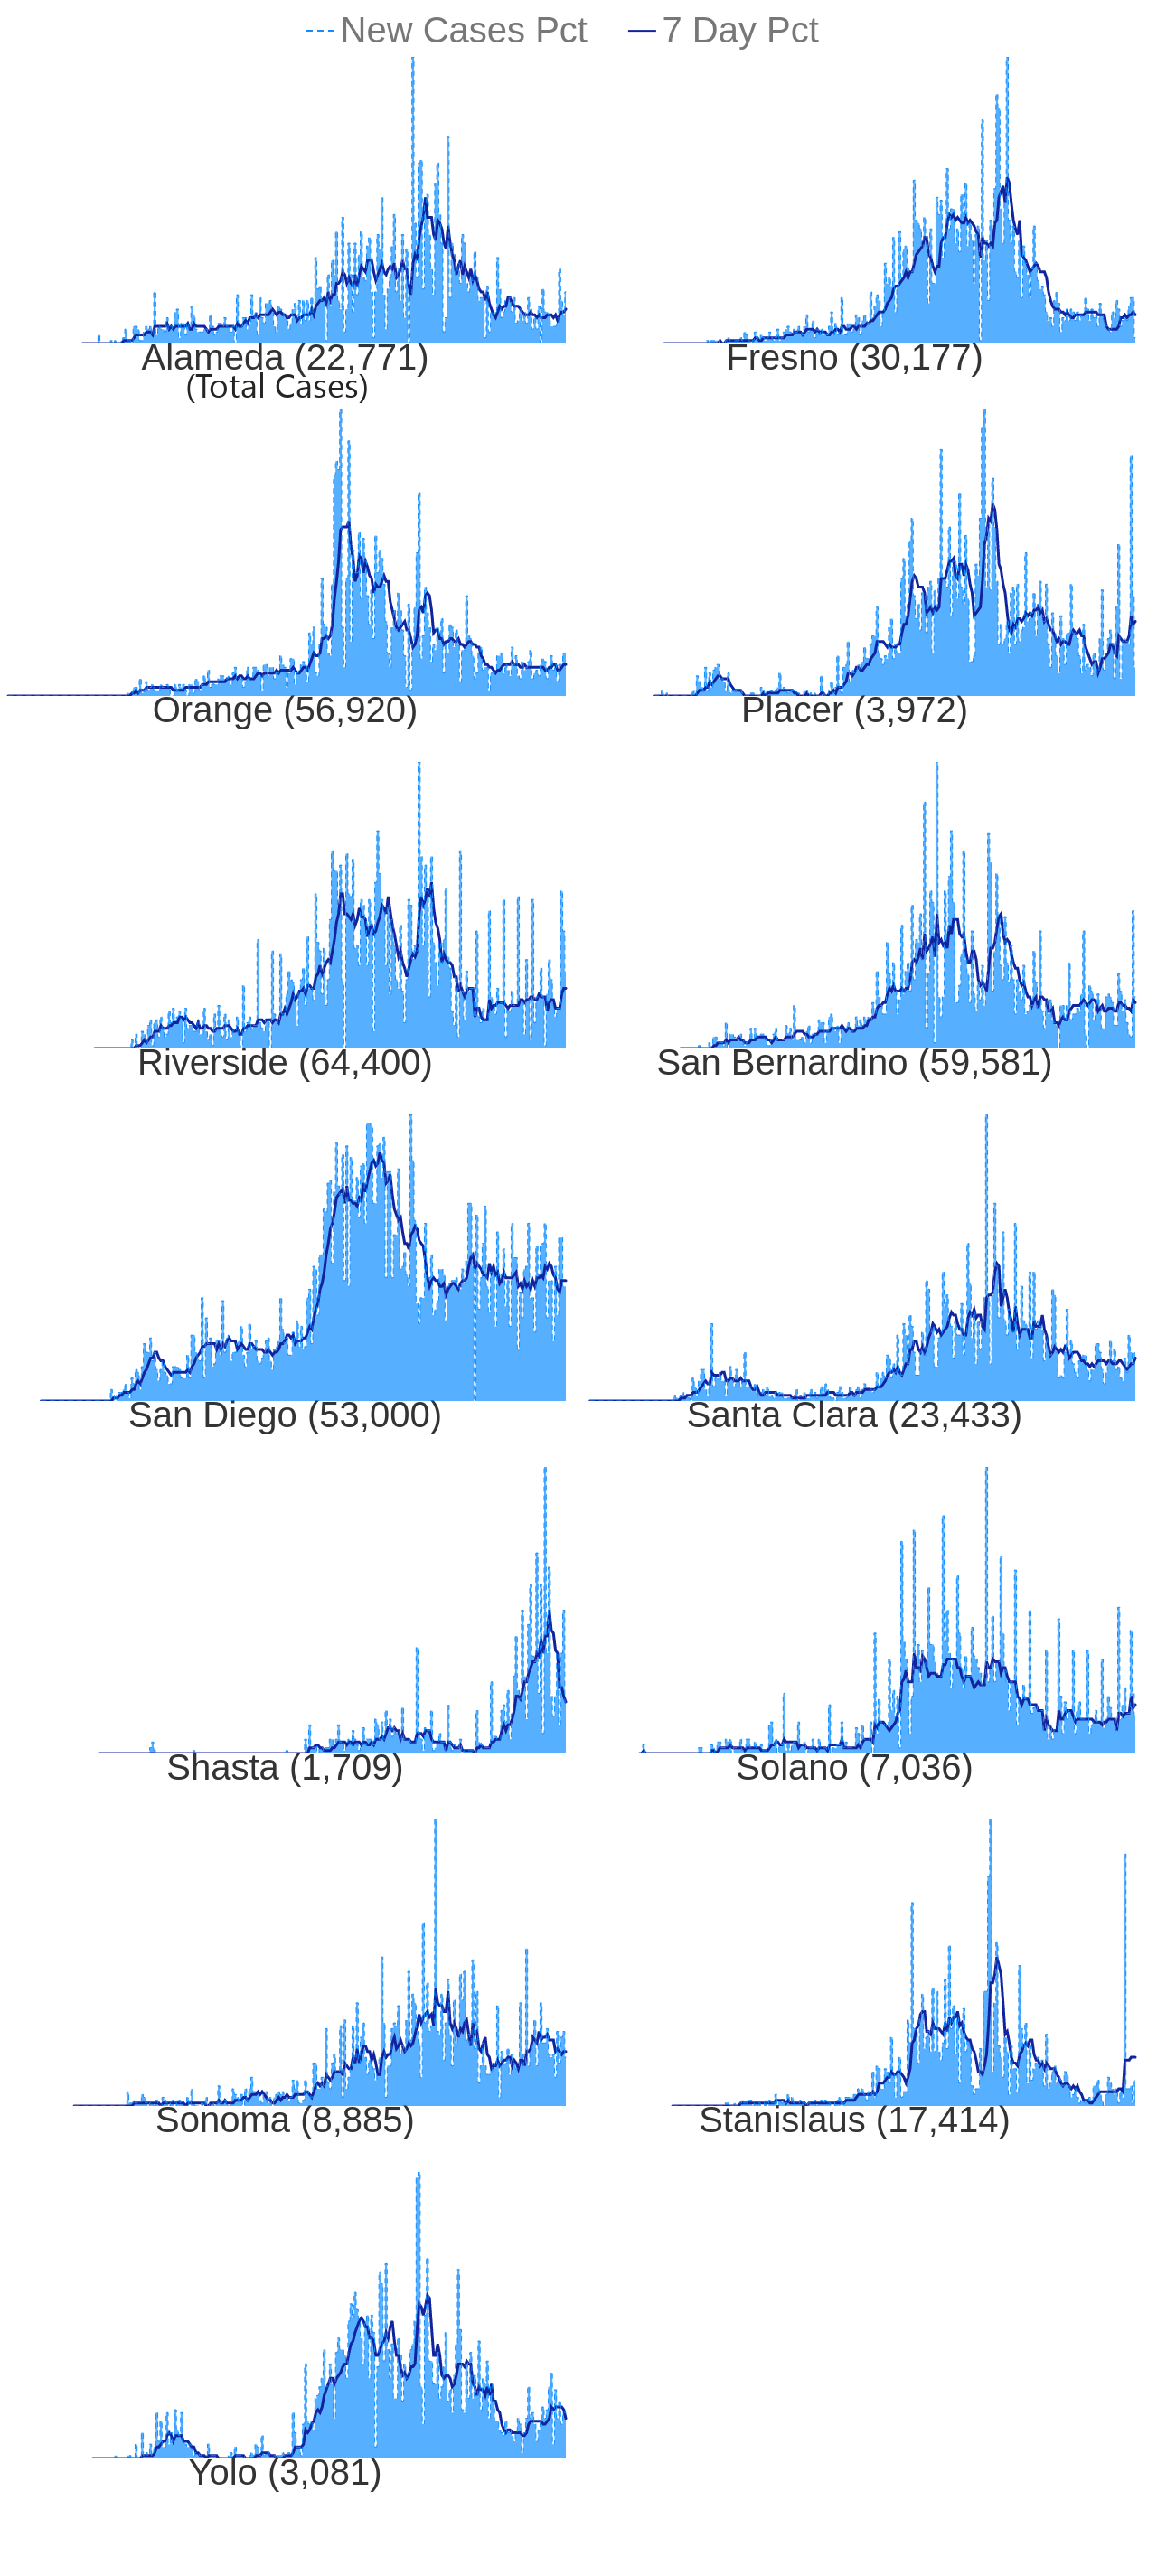 New Cases Pct 7 Day Pct
Alameda (22,771) Fresno (30,177)
(Total Cases)
Orange (56,920) Placer (3,972)
Riverside (64,400) San Bernardino (59,581)
San Diego (53,000) Santa Clara (23,433)
Shasta (1,709) Solano (7,036)
Sonoma (8,885) Stanislaus (17,414)
Yolo (3,081)